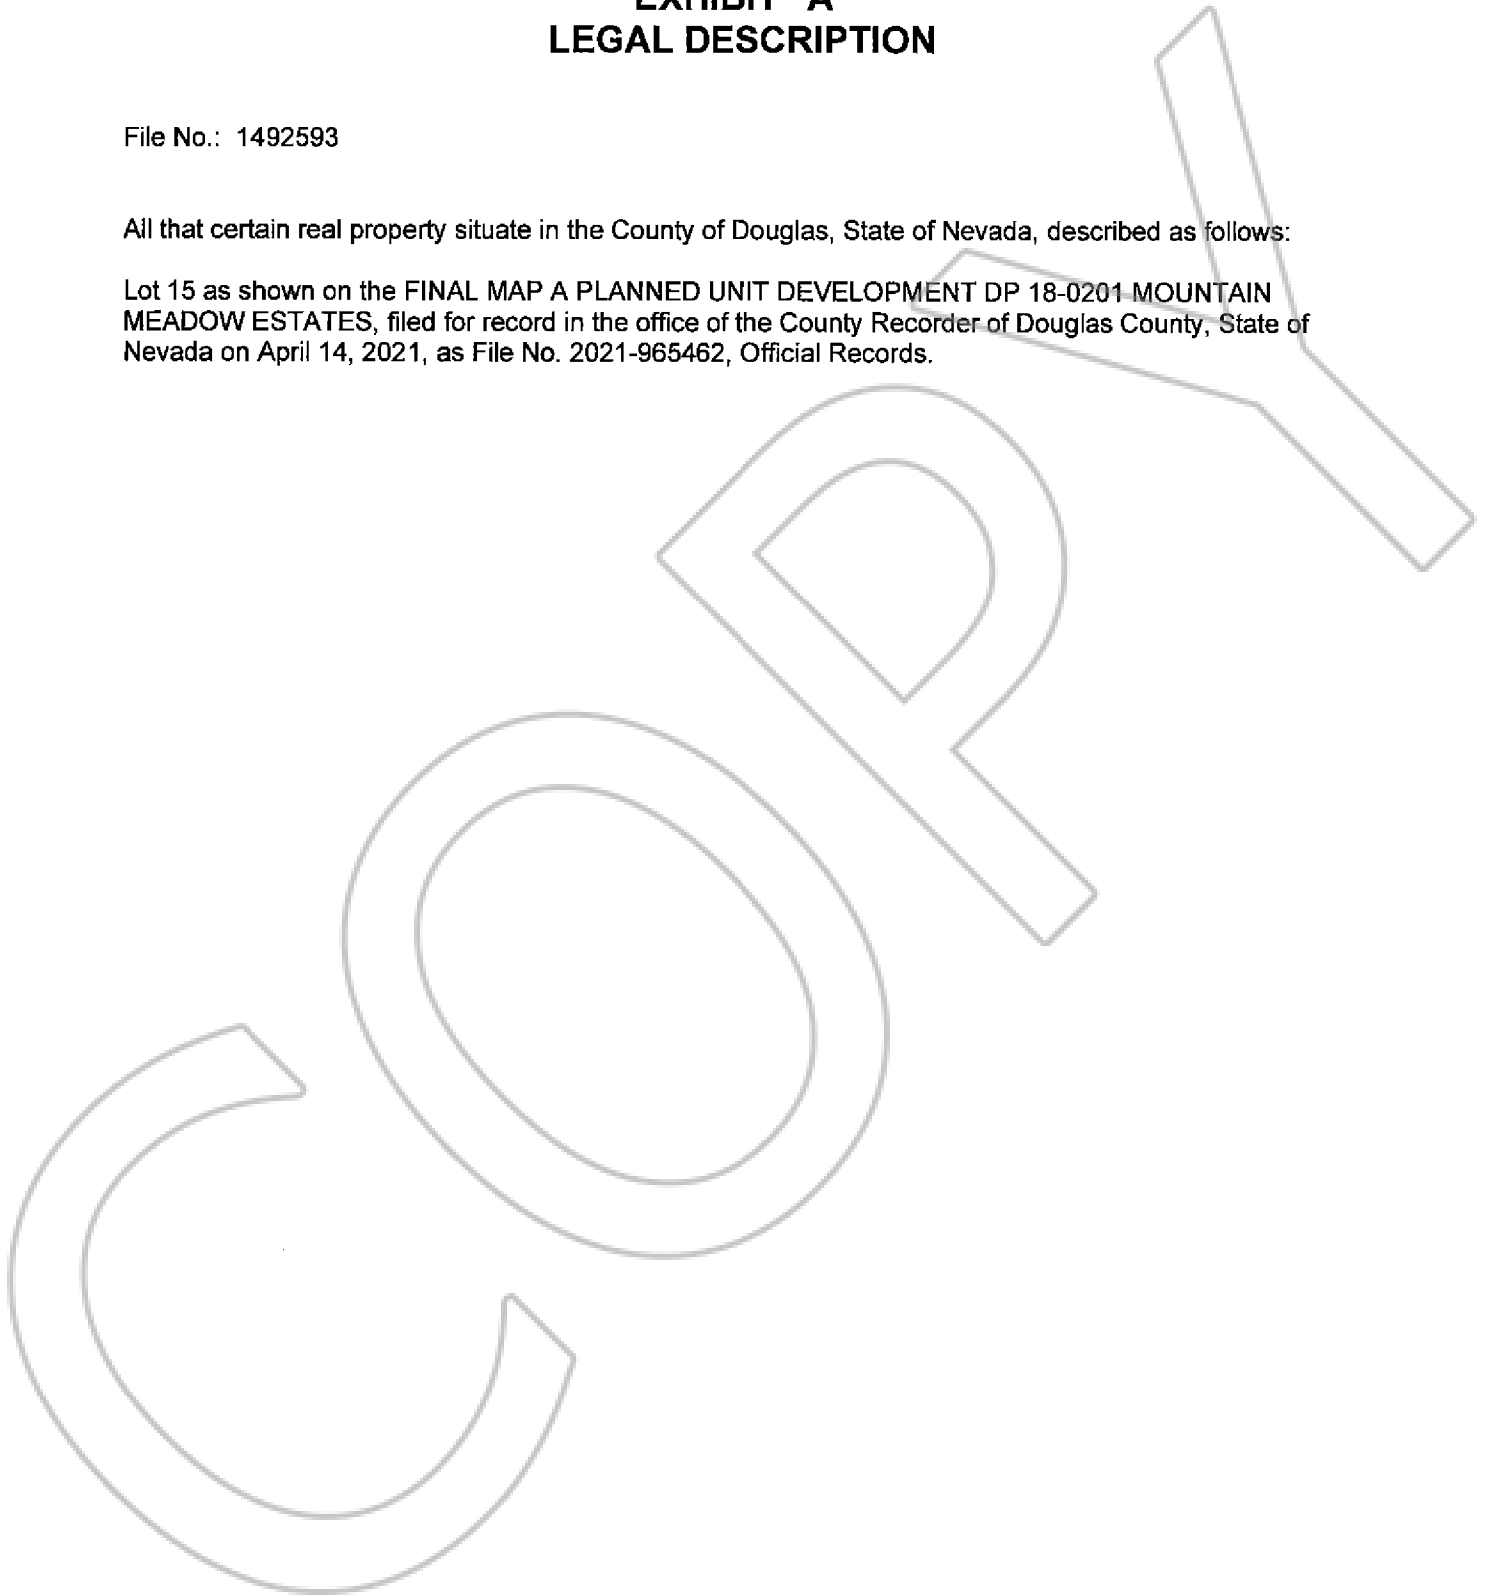 EXHIBIT "A"
LEGAL DESCRIPTION
File No.: 1492593
All that certain real property situate in the County of Douglas, State of Nevada, described as follows:
Lot 15 as shown on the FINAL MAP A PLANNED UNIT DEVELOPMENT DP 18-0201 MOUNTAIN
MEADOW ESTATES, filed for record in the office of the County Recorder of Douglas County, State of
Nevada on April 14, 2021, as File No. 2021-965462, Official Records.
COPY